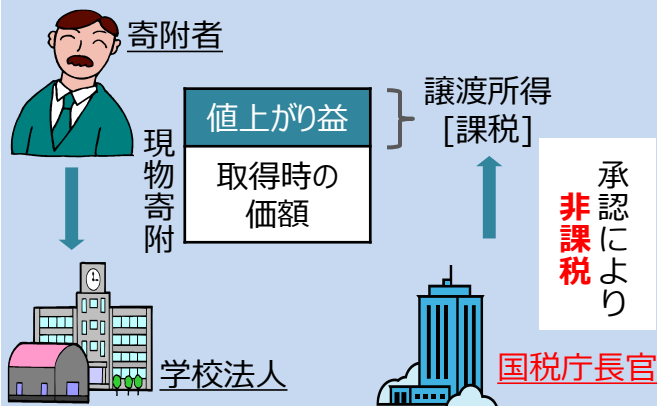 寄附者
現物寄附
値上がり益
取得時の
価額
譲渡所得
[課税]
承認により
非課税
学校法人
国税庁長官